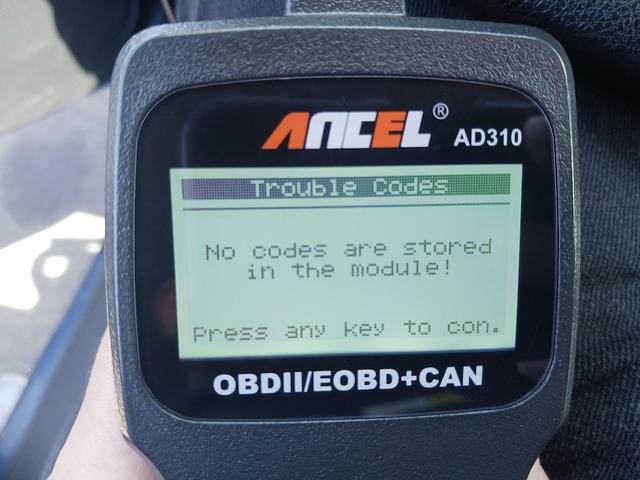 ANCEL ®
AD310
Trouble Codes
No codes are stored
in the module!
Press any key to con.
OBDII/EOBD+CAN